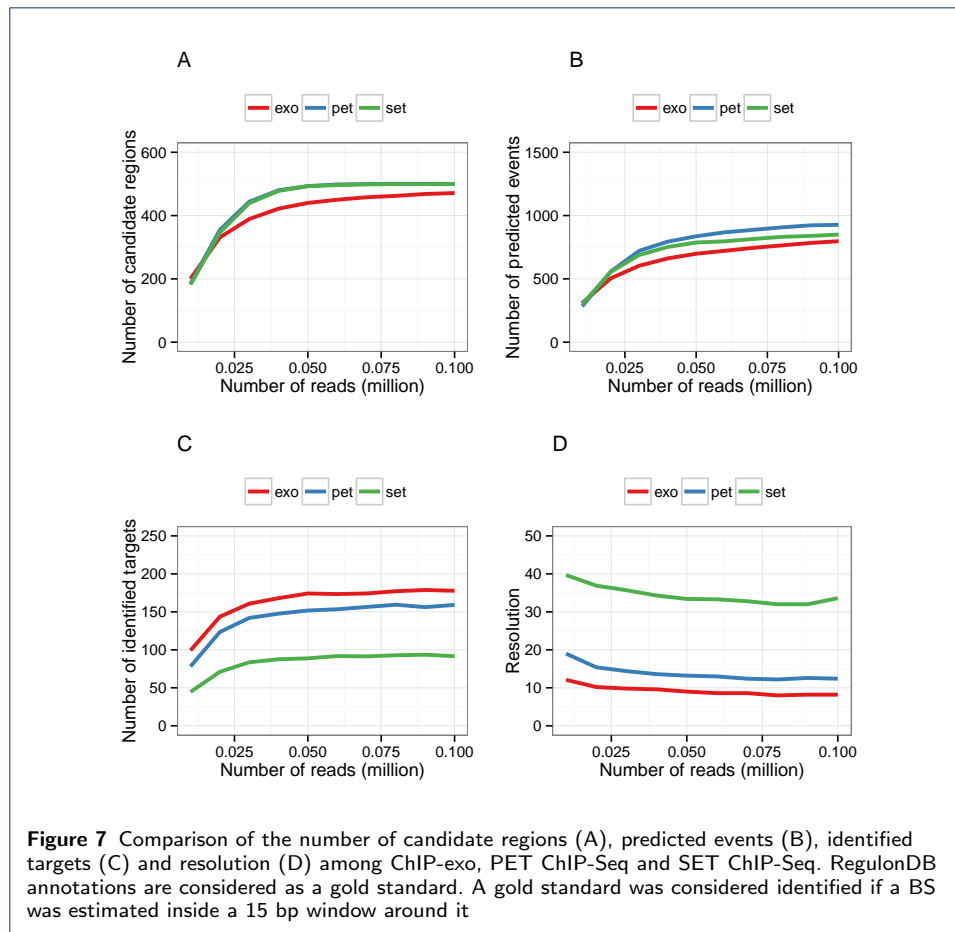 A
exo pet set
Number of candidate regions
600
400
200
0
0.025 0.050 0.075 0.100
Number of reads (million)
B
exo pet set
Number of predicted events
1500
1000
500
0
0.025 0.050 0.075 0.100
Number of reads (million)
C
exo pet set
Number of identified targets
250
200
150
100
50
0
0.025 0.050 0.075 0.100
Number of reads (million)
D
exo pet set
Resolution
50
40
30
20
10
0
0.025 0.050 0.075 0.100
Number of reads (million)
Figure 7 Comparison of the number of candidate regions (A), predicted events (B), identified
targets (C) and resolution (D) among ChIP-exo, PET ChIP-Seq and SET ChIP-Seq. RegulonDB
annotations are considered as a gold standard. A gold standard was considered identified if a BS
was estimated inside a 15 bp window around it